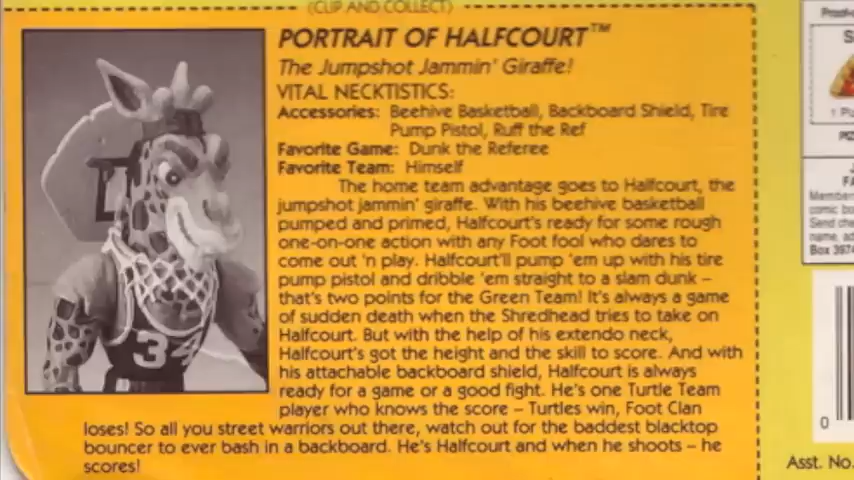 (CLIP AND COLLECT)
PORTRAIT OF HALFCOURT™
The Jumpshot Jammin' Giraffe!
VITAL NECKTISTICS:
Accessories: Beehive Basketball, Backboard Shield, Tire
Pump Pistol, Ruff the Ref
Favorite Game: Dunk the Referee
Favorite Team: Himself
The home team advantage goes to Halfcourt, the
jumpshot jammin' giraffe. With his beehive basketball
pumped and primed, Halfcourt's ready for some rough
one-on-one action with any Foot fool who dares to
come out 'n play. Halfcourt'll pump 'em up with his tire
pump pistol and dribble 'em straight to a slam dunk –
that's two points for the Green Team! It's always a game
of sudden death when the Shredhead tries to take on
Halfcourt. But with the help of his extendo neck,
Halfcourt's got the height and the skill to score. And with
his attachable backboard shield, Halfcourt is always
ready for a game or a good fight. He's one Turtle Team
player who knows the score – Turtles win, Foot Clan
loses! So all you street warriors out there, watch out for the baddest blacktop
bouncer to ever bash in a backboard. He's Halfcourt and when he shoots – he
scores!
34
Members
comic bo
Send che
name, ad
Box 3974
0
Asst. No.